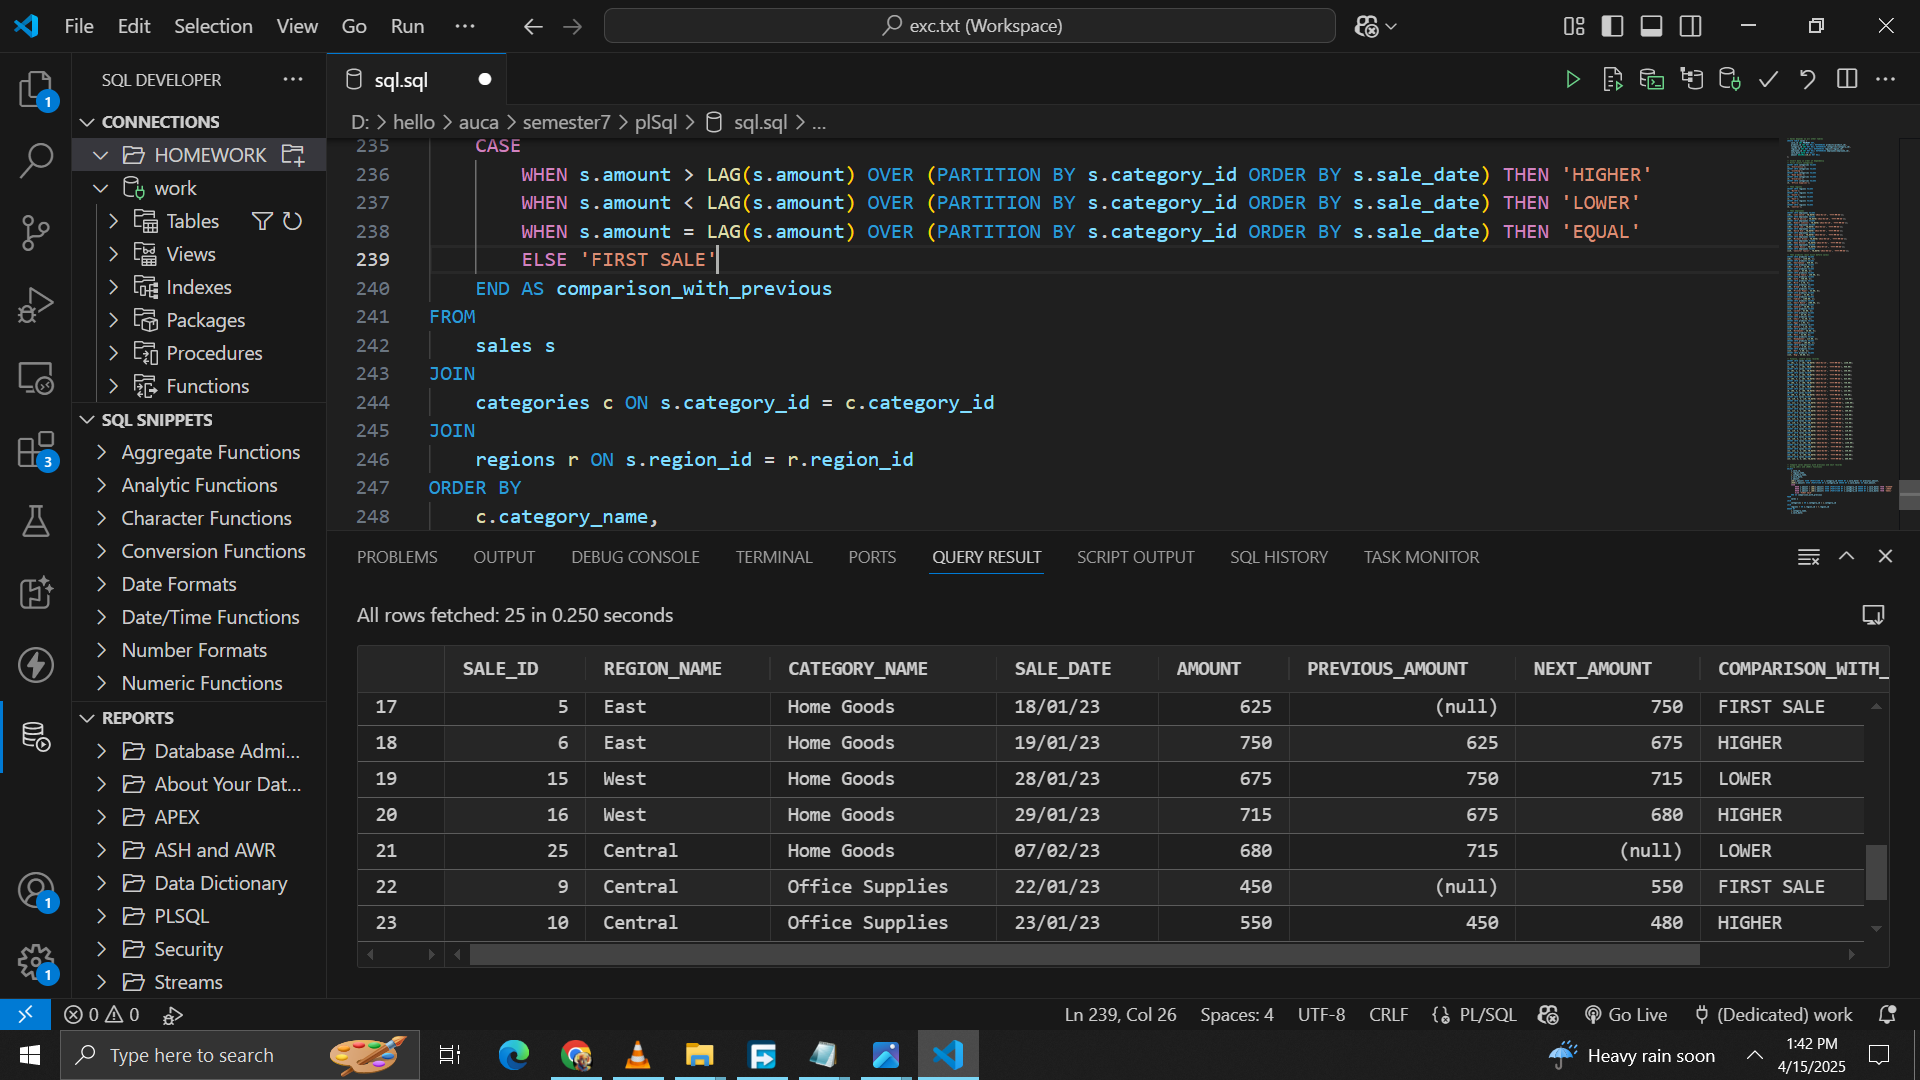 File Edit Selection View Go Run ···
exc.txt (Workspace)
SQL DEVELOPER
sql.sql
CONNECTIONS
HOMEWORK
work
Tables
Views
Indexes
Packages
Procedures
Functions
SQL SNIPPETS
Aggregate Functions
Analytic Functions
Character Functions
Conversion Functions
Date Formats
Date/Time Functions
Number Formats
Numeric Functions
REPORTS
Database Admi...
About Your Dat...
APEX
ASH and AWR
Data Dictionary
PLSQL
Security
Streams
1
3
1
1
D: > hello > auca > semester7 > plSql > sql.sql > ...
235 CASE
236 WHEN s.amount > LAG(s.amount) OVER (PARTITION BY s.category_id ORDER BY s.sale_date) THEN 'HIGHER'
237 WHEN s.amount < LAG(s.amount) OVER (PARTITION BY s.category_id ORDER BY s.sale_date) THEN 'LOWER'
238 WHEN s.amount = LAG(s.amount) OVER (PARTITION BY s.category_id ORDER BY s.sale_date) THEN 'EQUAL'
239 ELSE 'FIRST SALE'
240 END AS comparison_with_previous
241 FROM
242 sales s
243 JOIN
244 categories c ON s.category_id = c.category_id
245 JOIN
246 regions r ON s.region_id = r.region_id
247 ORDER BY
248 c.category_name,
PROBLEMS OUTPUT DEBUG CONSOLE TERMINAL PORTS QUERY RESULT SCRIPT OUTPUT SQL HISTORY TASK MONITOR
All rows fetched: 25 in 0.250 seconds
SALE_ID REGION_NAME CATEGORY_NAME SALE_DATE AMOUNT PREVIOUS_AMOUNT NEXT_AMOUNT COMPARISON_WITH_
17 5 East Home Goods 18/01/23 625 (null) 750 FIRST SALE
18 6 East Home Goods 19/01/23 750 625 675 HIGHER
19 15 West Home Goods 28/01/23 675 750 715 LOWER
20 16 West Home Goods 29/01/23 715 675 680 HIGHER
21 25 Central Home Goods 07/02/23 680 715 (null) LOWER
22 9 Central Office Supplies 22/01/23 450 (null) 550 FIRST SALE
23 10 Central Office Supplies 23/01/23 550 450 480 HIGHER
0 0 Ln 239, Col 26 Spaces: 4 UTF-8 CRLF PL/SQL Go Live (Dedicated) work
Type here to search
Heavy rain soon
1:42 PM
4/15/2025